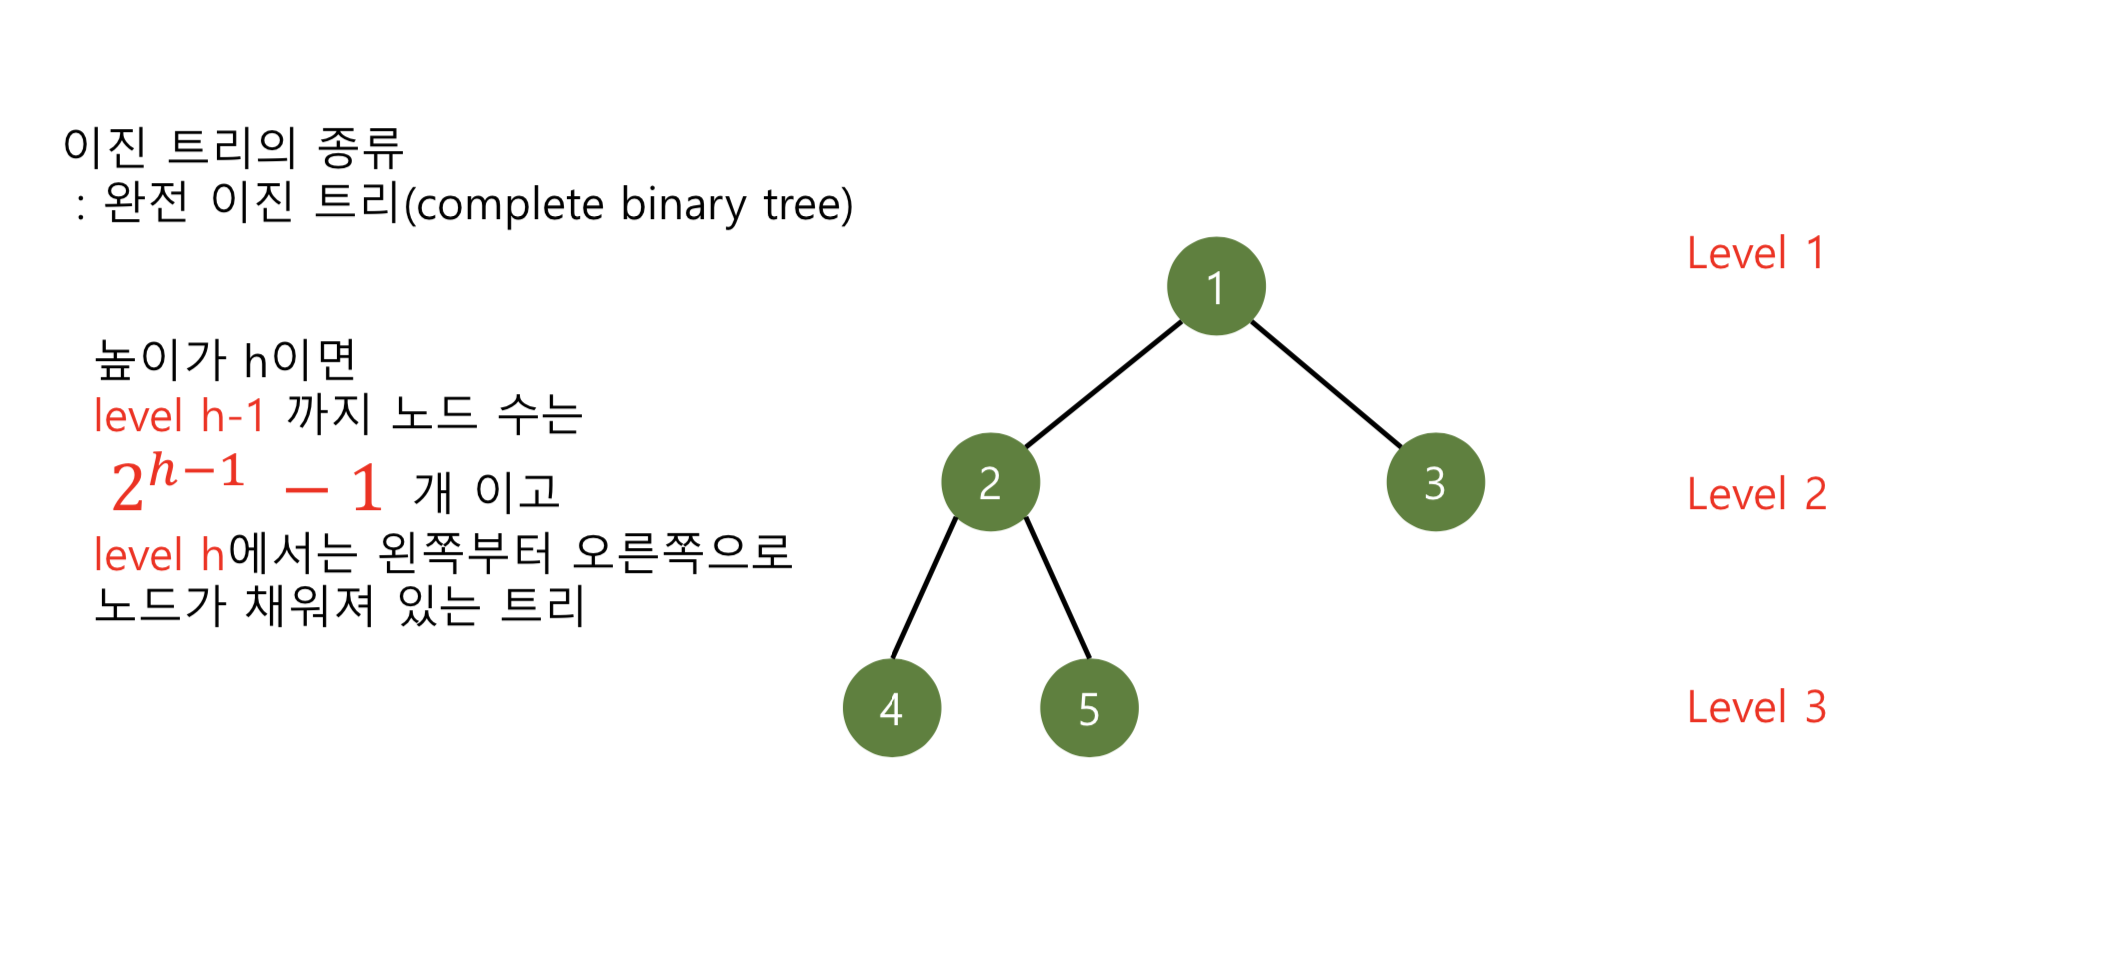 이진 트리의 종류
: 완전 이진 트리(complete binary tree)
높이가 h이면
level h-1 까지 노드 수는
2^{h-1} - 1 개 이고
level h에서는 왼쪽부터 오른쪽으로
노드가 채워져 있는 트리
1
Level 1
2
3
Level 2
4
5
Level 3